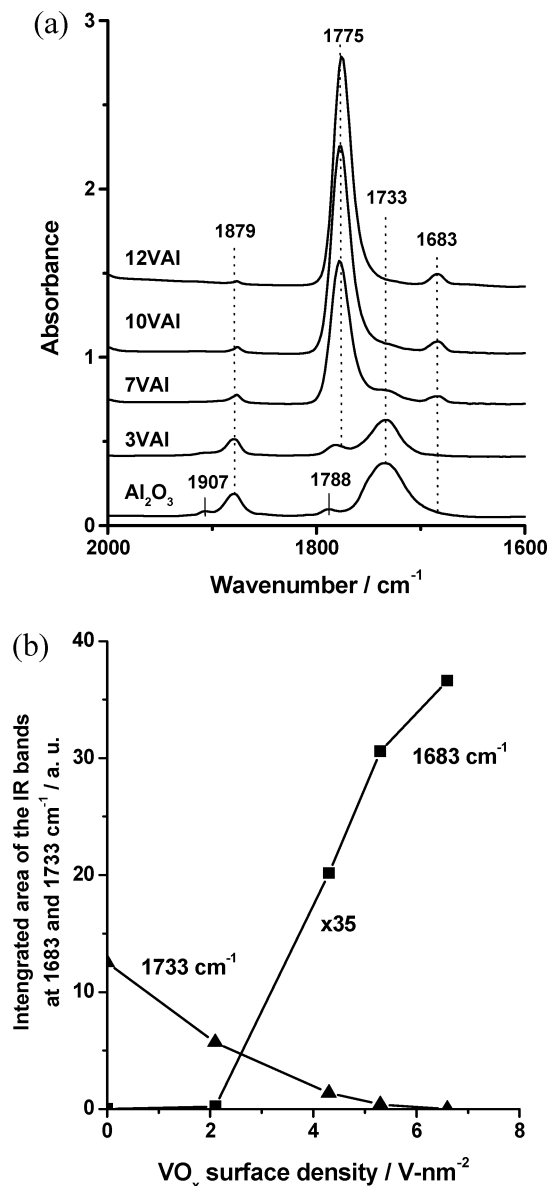 (a)
1775
3
2
1
0
Absorbance
1733
1879
1683
12VAl
10VAl
7VAl
3VAl
1907
1788
Al₂O₃
2000
1800
1600
Wavenumber / cm⁻¹
(b)
40
30
20
10
0
Intengrated area of the IR bands
at 1683 and 1733 cm⁻¹ / a. u.
1683 cm⁻¹
x35
1733 cm⁻¹
0
2
4
6
8
VOₓ surface density / V-nm⁻²